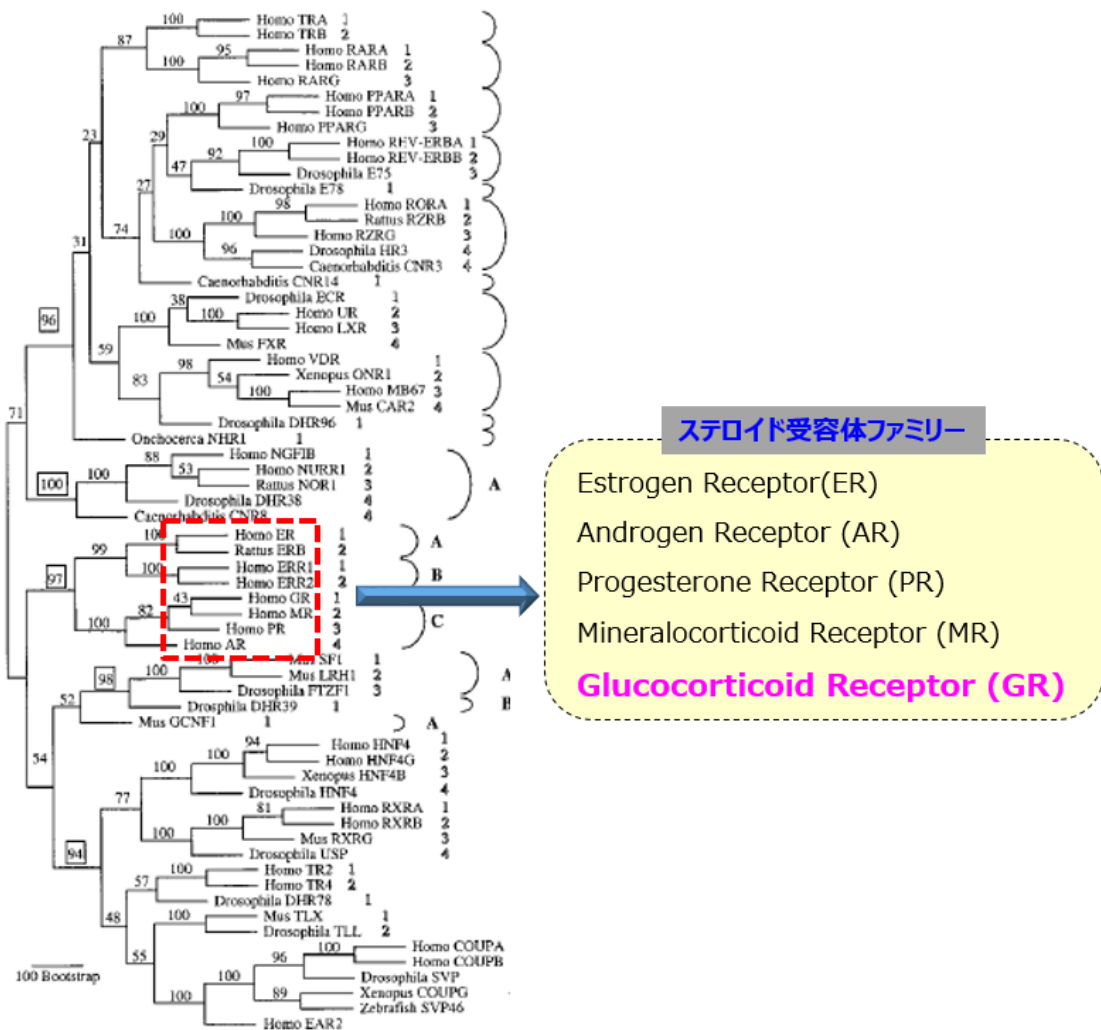 100 Homo TRA 1
87 Homo TRB 2
95 Homo RARA 1
100 Homo RARB 2
Homo RARG 3
97 Homo PPARA 1
100 Homo PPARB 2
23 29 Homo PPARG 3
100 Homo REV-ERBA 1
92 Homo REV-ERBB 2
47 Drosophila E75 3
27 Drosophila E78 1
98 Homo RORA 1
100 Rattus RZRB 2
31 74 100 Homo RZRG 3
96 Drosophila HR3 4
Caenorhabditis CNR3 4
Caenorhabditis CNR14 1
38 Drosophila ECR 1
100 100 Homo UR 2
96 Homo LXR 3
59 Mus FXR 4
98 Homo VDR 1
54 Xenopus ONR1 2
83 100 Homo MB67 3
Mus CAR2 4
71 Drosophila DHR96 1
Onchocerca NHR1 1
88 Homo NGFIB 1
100 53 Homo NURR1 2
100 Rattus NOR1 3 A
Drosophila DHR38 4
Caenorhabditis CNR8 4
100 Homo ER 1 A
99 Rattus ERB 2
100 Homo ERR1 1 B
97 Homo ERR2 2
43 Homo GR 1
82 Homo MR 2 C
100 Homo PR 3
Homo AR 4
100 Mus SF1 1
100 Mus LRH1 2 A
98 Drosophila FTZF1 3
52 Drosphila DHR39 1 B
Mus GCNF1 1 A
54 94 Homo HNF4 1
100 Homo HNF4G 2
100 Xenopus HNF4B 3
77 Drosophila HNF4 4
81 Homo RXRA 1
100 Homo RXRB 2
100 Mus RXRG 3
94 Drosophila USP 4
100 Homo TR2 1
57 Homo TR4 2
Drosophila DHR78 1
48 100 Mus TLX 1
Drosophila TLL 2
55 100 Homo COUPA
96 Homo COUPB
Drosophila SVP
100 89 Xenopus COUPG
Zebrafish SVP46
Homo EAR2
100 Bootstrap
ステロイド受容体ファミリー
Estrogen Receptor(ER)
Androgen Receptor (AR)
Progesterone Receptor (PR)
Mineralocorticoid Receptor (MR)
Glucocorticoid Receptor (GR)